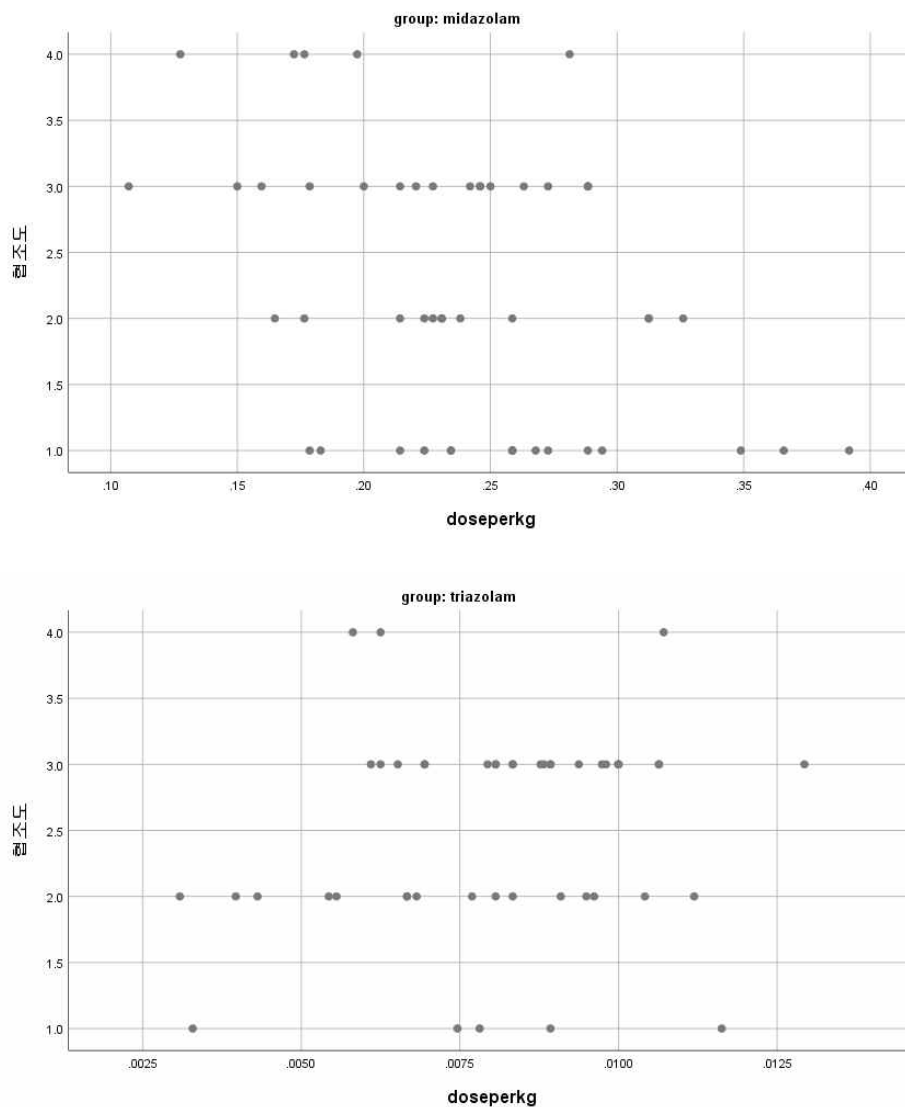 group: midazolam
4.0
3.5
3.0
2.5
2.0
1.5
1.0
협조도
.10 .15 .20 .25 .30 .35 .40
doseperkg
group: triazolam
4.0
3.5
3.0
2.5
2.0
1.5
1.0
협조도
.0025 .0050 .0075 .0100 .0125
doseperkg